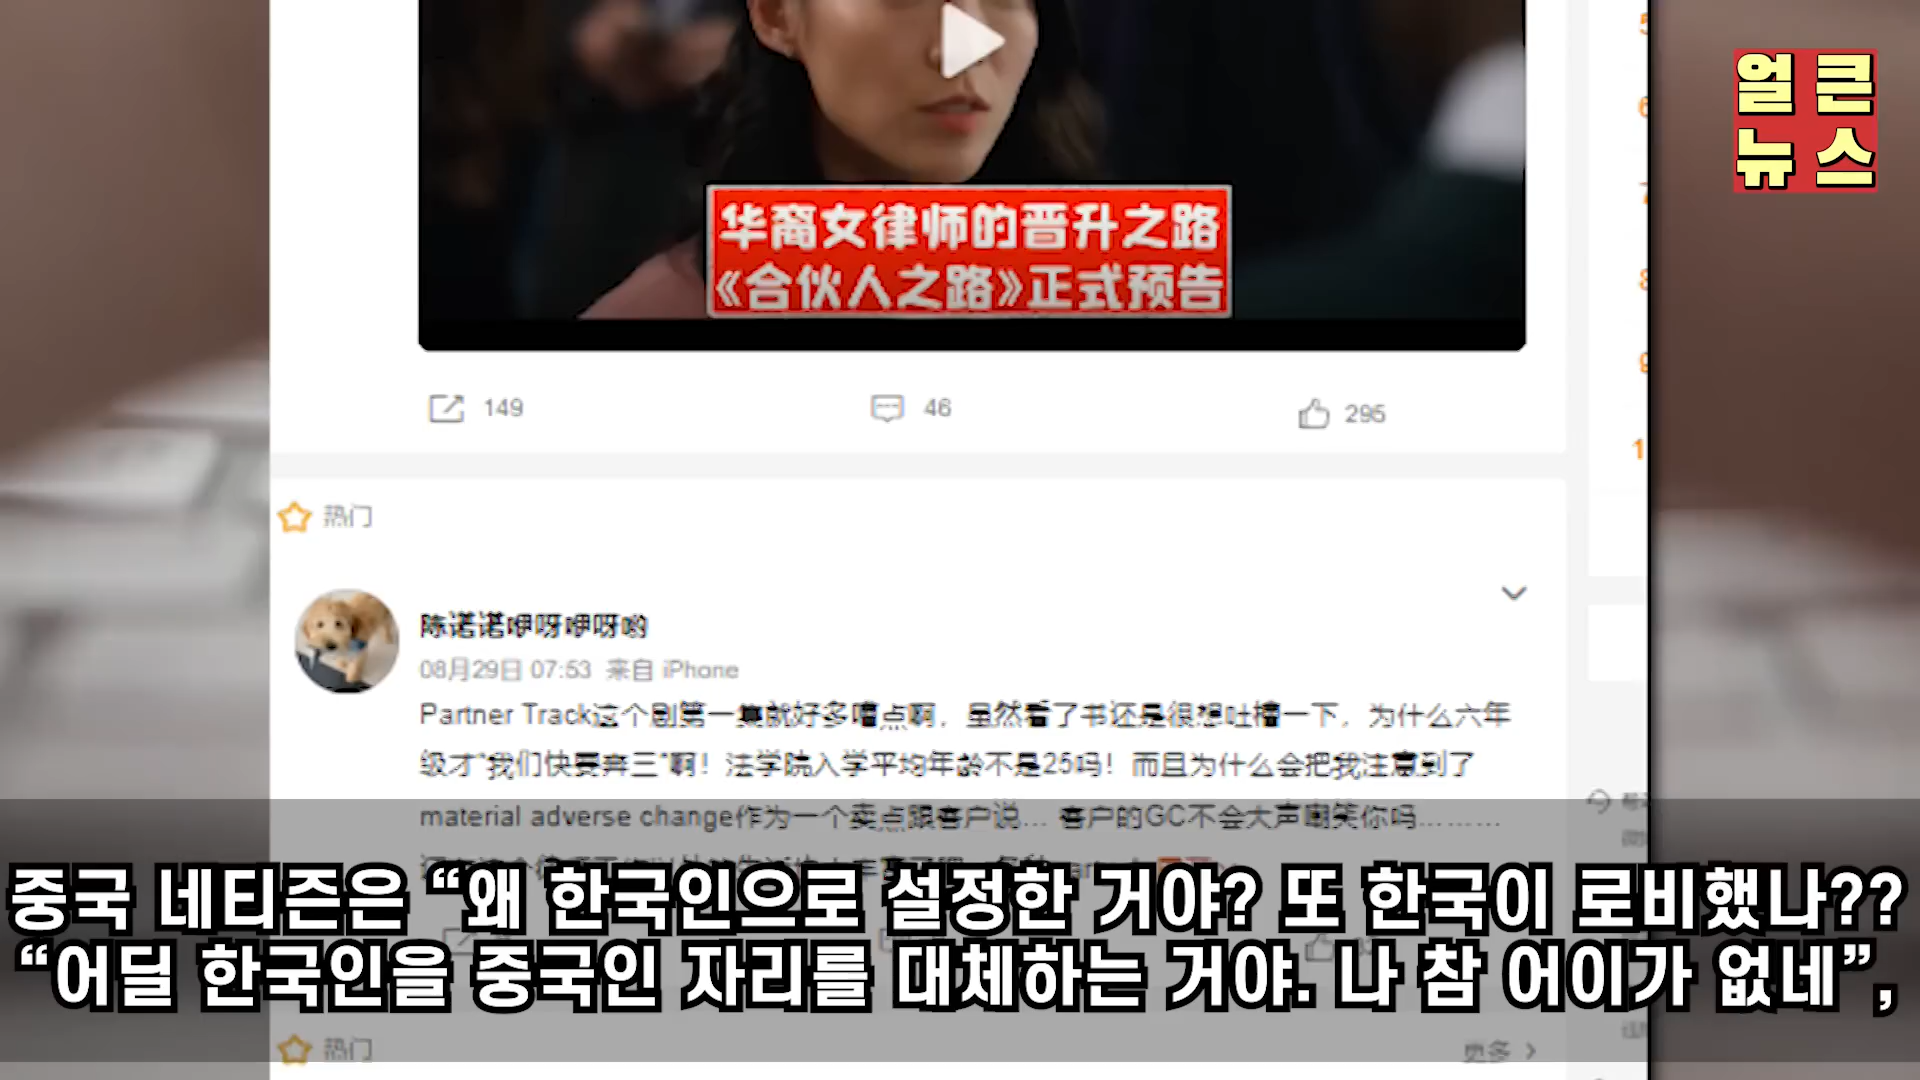 얼큰
뉴스
华裔女律师的晋升之路
《合伙人之路》正式预告
149
46
295
热门
陈诺诺咿呀咿呀哟
08月29日 07:53 来自 iPhone
Partner Track这个剧第一集就好多嘈点啊，虽然看了书还是很想吐槽一下，为什么六年
级才“我们快要奔三”啊！法学院入学平均年龄不是25吗！而且为什么会把我注意到了
material adverse change作为一个卖点跟客户说... 客户的GC不会大声嘲笑你吗………
중국 네티즌은 “왜 한국인으로 설정한 거야? 또 한국이 로비했나??
“어딜 한국인을 중국인 자리를 대체하는 거야. 나 참 어이가 없네”,
热门
更多